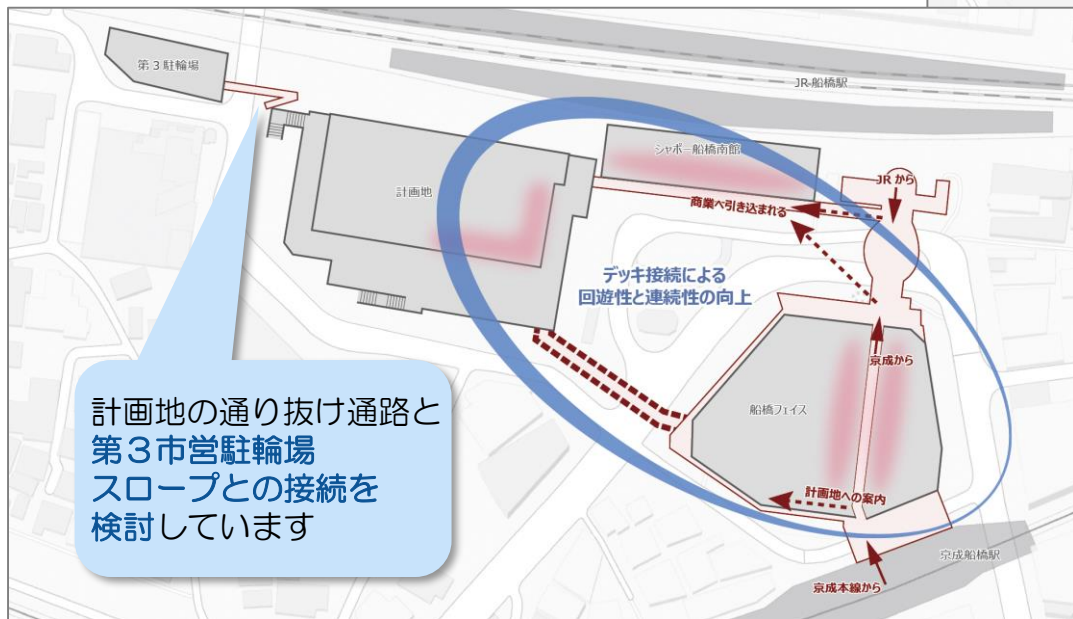 第3駐輪場
JR船橋駅
シャポー船橋南館
JRから
計画地
商業へ引き込まれる
デッキ接続による
回遊性と連続性の向上
京成から
船橋フェイス
計画地への案内
京成船橋駅
京成本線から
計画地の通り抜け通路と
第3市営駐輪場
スロープとの接続を
検討しています